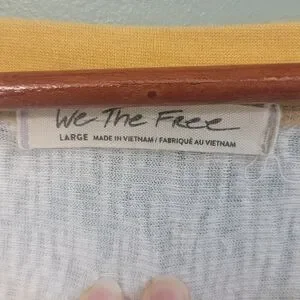 We The Free
LARGE MADE IN VIETNAM / FABRIQUÉ AU VIETNAM